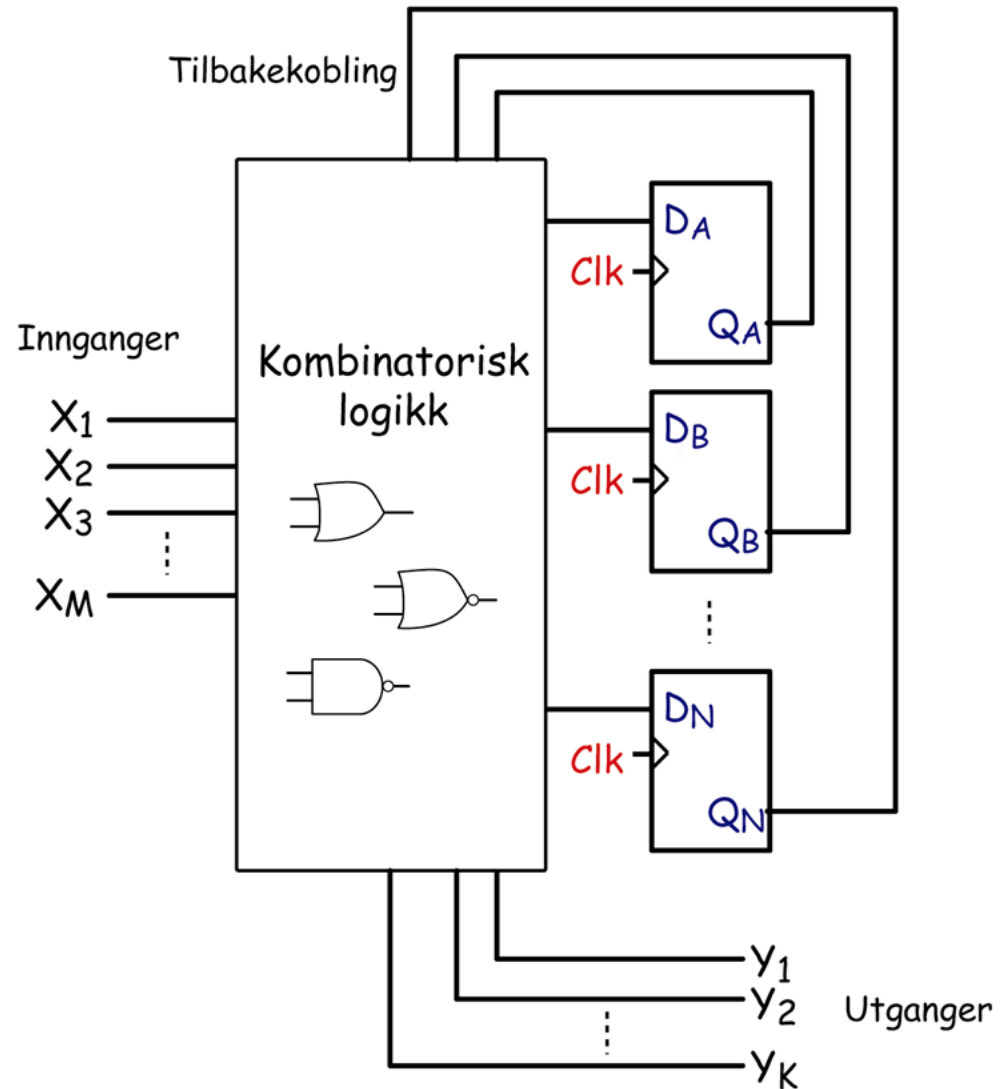 Tilbakekobling
Innganger
X1
X2
X3
XM
Kombinatorisk
logikk
DA
Clk
QA
DB
Clk
QB
DN
Clk
QN
y1
y2
yK
Utganger